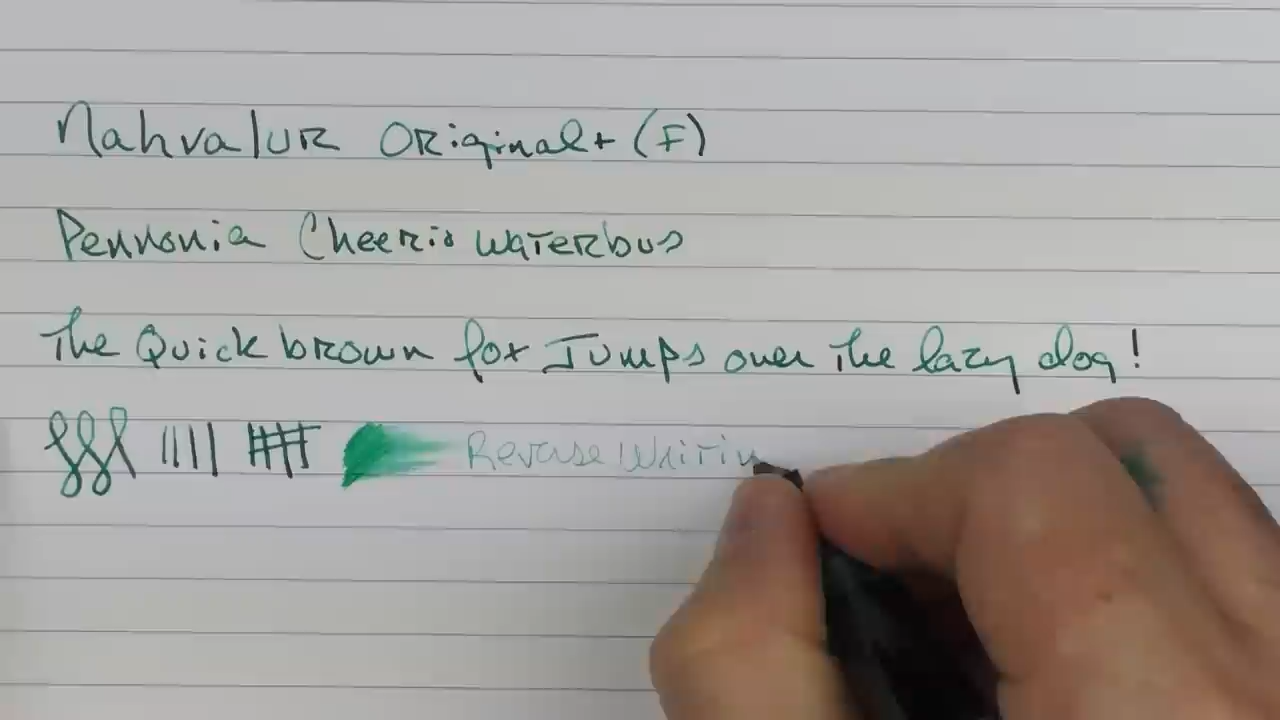 Nahvalur Original+ (F)
Pennonia Cheerio Waterbus
The Quick brown fox Jumps over The lazy dog!
Reverse Writin